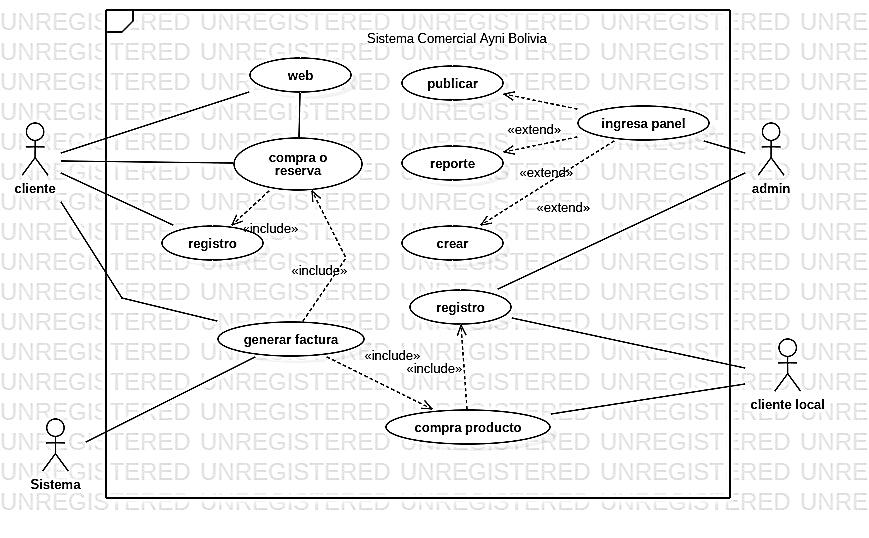 Sistema Comercial Ayni Bolivia
web
publicar
ingresa panel
«extend»
compra o
reserva
reporte
«extend»
cliente
admin
«extend»
registro
«include»
crear
«include»
registro
generar factura
«include»
«include»
cliente local
compra producto
Sistema
UNREGISTERED